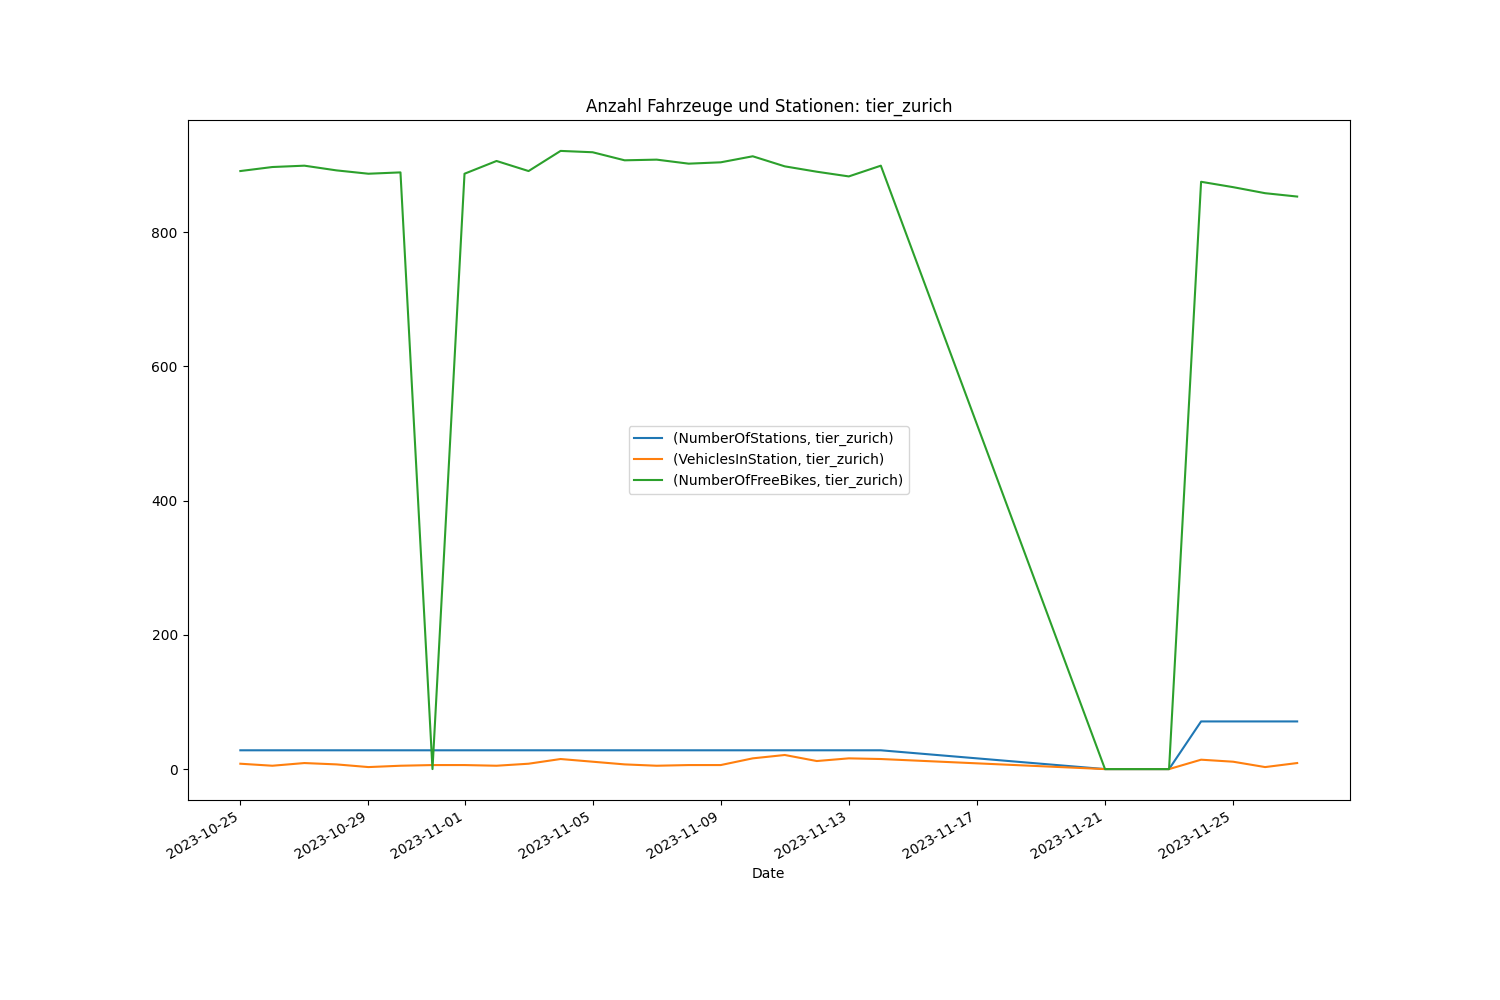 Anzahl Fahrzeuge und Stationen: tier_zurich
800
600
400
200
0
(NumberOfStations, tier_zurich)
(VehiclesInStation, tier_zurich)
(NumberOfFreeBikes, tier_zurich)
2023-10-25
2023-10-29
2023-11-01
2023-11-05
2023-11-09
2023-11-13
2023-11-17
2023-11-21
2023-11-25
Date